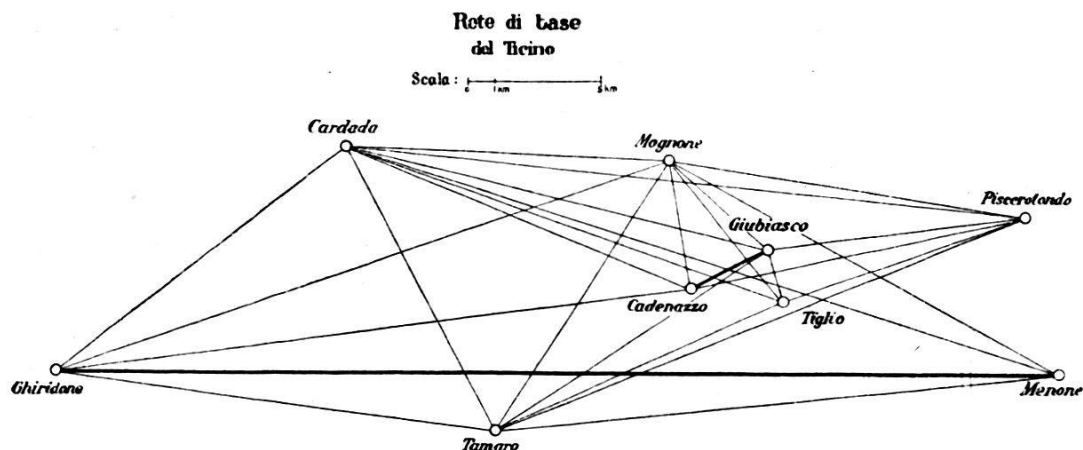 Rete di base
del Ticino
Scala :
0 1 km 5 km
Cardada
Mognone
Piscerotondo
Giubiasco
Cadenazzo
Tiglio
Ghiridone
Menone
Tamaro